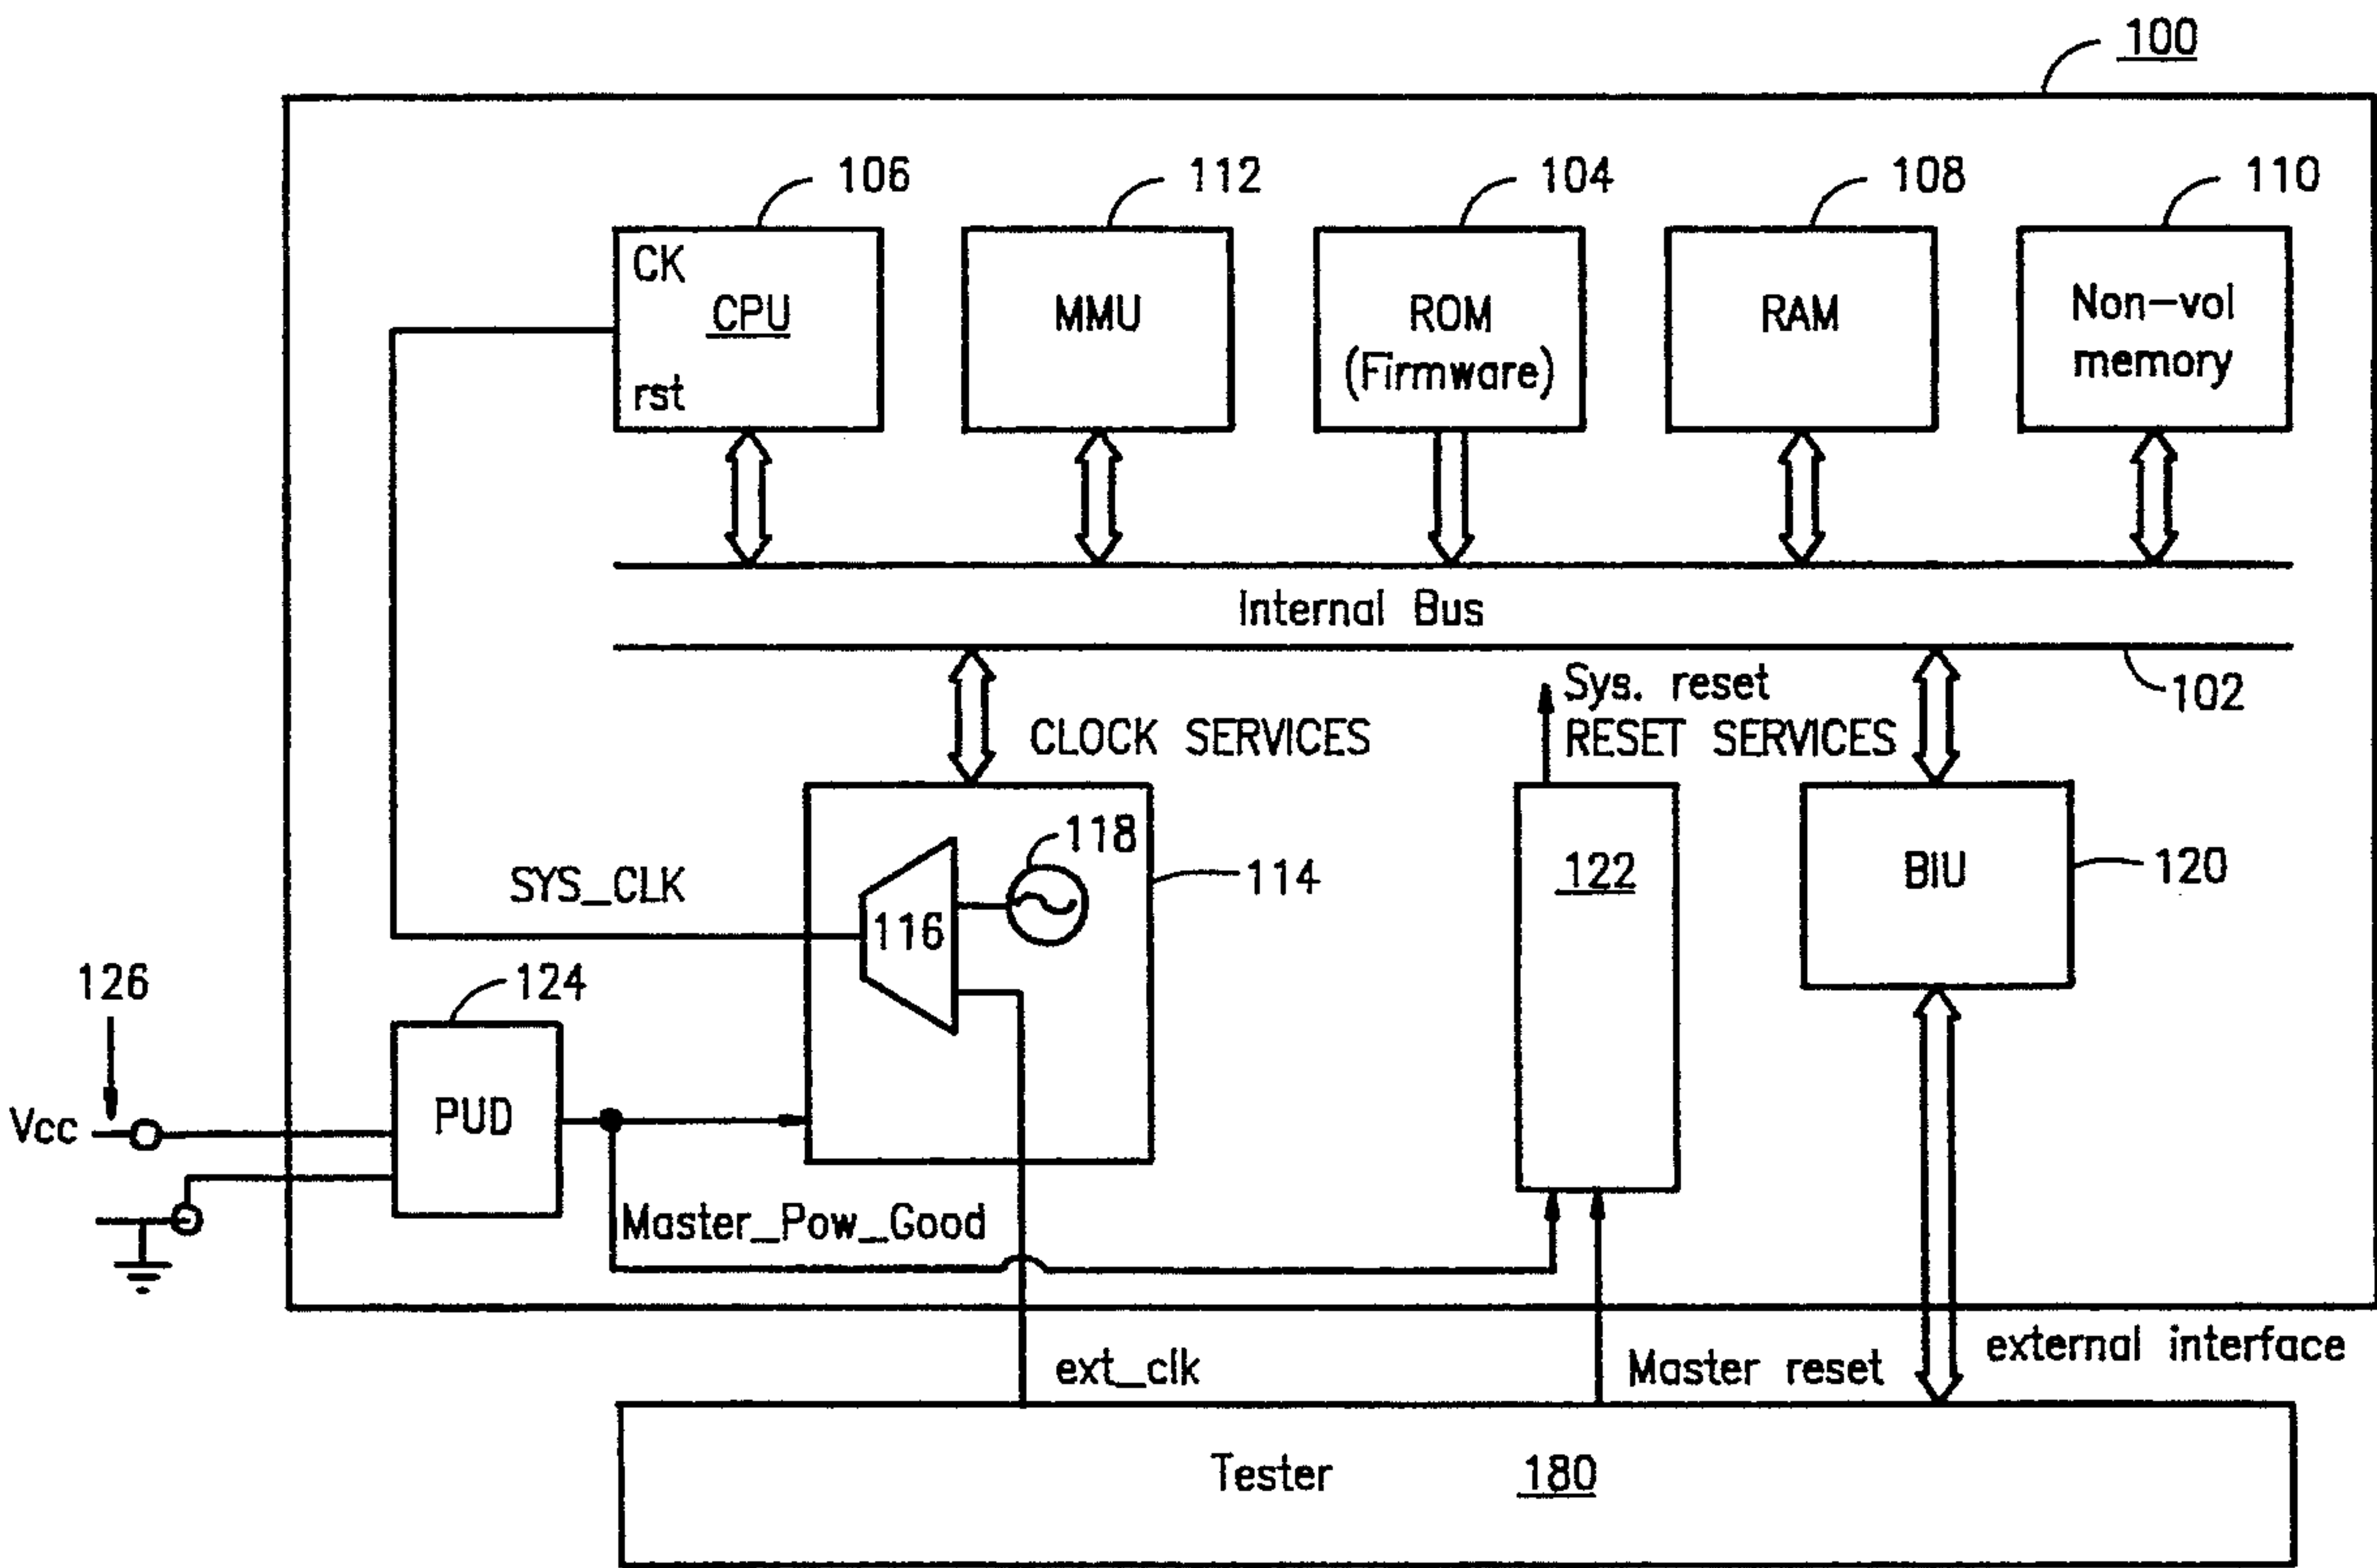 100
106
112
104
108
110
CK
CPU
rst
MMU
ROM
(Firmware)
RAM
Non-vol
memory
Internal Bus
102
Sys. reset
CLOCK SERVICES
RESET SERVICES
118
114
116
SYS_CLK
122
BIU
120
126
124
Vcc
PUD
Master_Pow_Good
ext_clk
Master reset
external interface
Tester 180